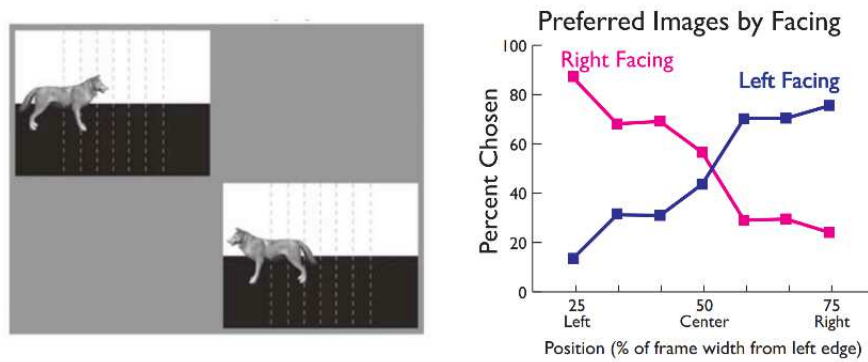 Preferred Images by Facing
100
Right Facing
Left Facing
80
60
40
20
0
Percent Chosen
25 50 75
Left Center Right
Position (% of frame width from left edge)